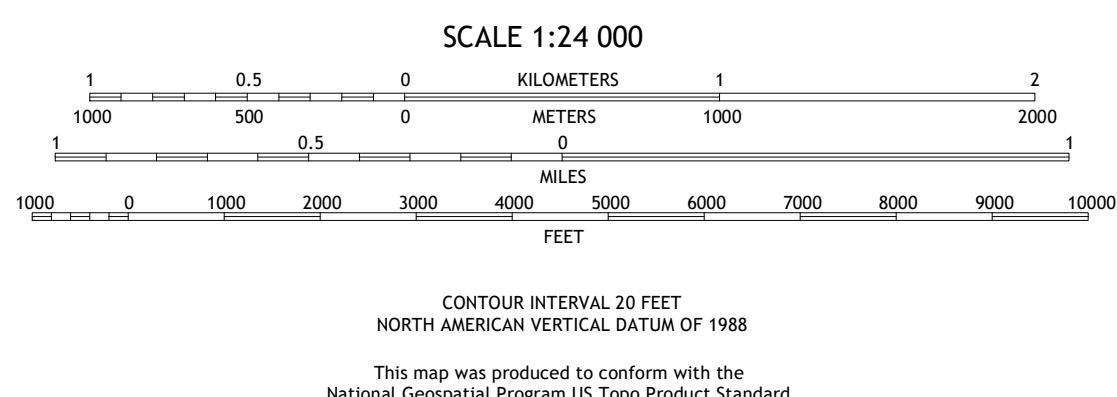 SCALE 1:24 000
1 0.5 0 KILOMETERS 1 2
1000 500 0 METERS 1000 2000
1 0.5 0 1
MILES
1000 0 1000 2000 3000 4000 5000 6000 7000 8000 9000 10000
FEET
CONTOUR INTERVAL 20 FEET
NORTH AMERICAN VERTICAL DATUM OF 1988
This map was produced to conform with the
National Geospatial Program US Topo Product Standard